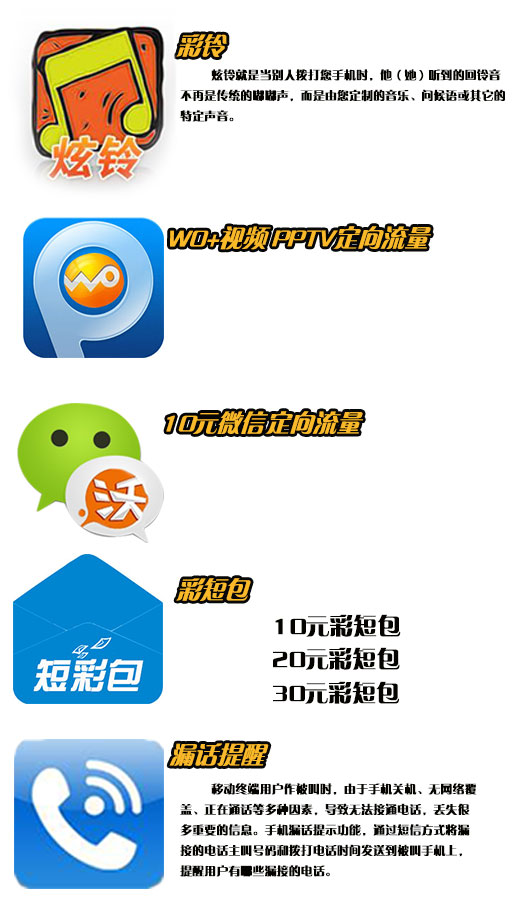 彩铃
炫铃就是当别人拨打您手机时，他（她）听到的回铃音
不再是传统的嘟嘟声，而是由您定制的音乐、问候语或其它的
特定声音。
炫铃
WO+视频 PPTV定向流量
WO
10元微信定向流量
沃
彩短包
10元彩短包
20元彩短包
30元彩短包
短彩包
漏话提醒
移动终端用户作被叫时，由于手机关机、无网络覆
盖、正在通话等多种因素，导致无法接通电话，丢失很
多重要的信息。手机漏话提示功能，通过短信方式将漏
接的电话主叫号码和拨打电话时间发送到被叫手机上，
提醒用户有哪些漏接的电话。